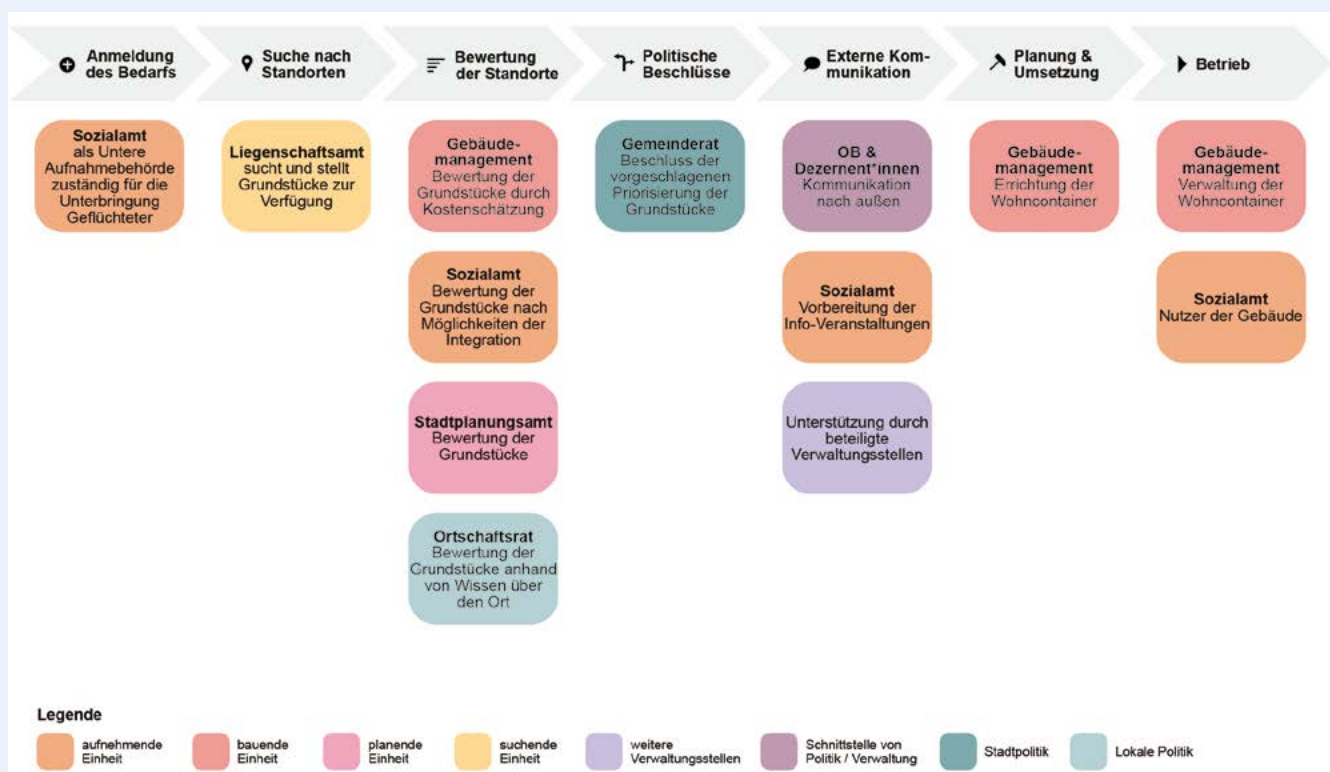 Anmeldung
des Bedarfs
Suche nach
Standorten
Bewertung
der Standorte
Politische
Beschlüsse
Externe Kom-
munikation
Planung &
Umsetzung
Betrieb
Sozialamt
als Untere
Aufnahmebehörde
zuständig für die
Unterbringung
Geflüchteter
Liegenschaftsamt
sucht und stellt
Grundstücke zur
Verfügung
Gebäude-
management
Bewertung der
Grundstücke durch
Kostenschätzung
Sozialamt
Bewertung der
Grundstücke nach
Möglichkeiten der
Integration
Stadtplanungsamt
Bewertung der
Grundstücke
Ortschaftsrat
Bewertung der
Grundstücke anhand
von Wissen über
den Ort
Gemeinderat
Beschluss der
vorgeschlagenen
Priorisierung der
Grundstücke
OB &
Dezernent*innen
Kommunikation
nach außen
Sozialamt
Vorbereitung der
Info-Veranstaltungen
Unterstützung durch
beteiligte
Verwaltungsstellen
Gebäude-
management
Errichtung der
Wohncontainer
Gebäude-
management
Verwaltung der
Wohncontainer
Sozialamt
Nutzer der Gebäude
Legende
aufnehmende
Einheit
bauende
Einheit
planende
Einheit
suchende
Einheit
weitere
Verwaltungsstellen
Schnittstelle von
Politik / Verwaltung
Stadtpolitik
Lokale Politik